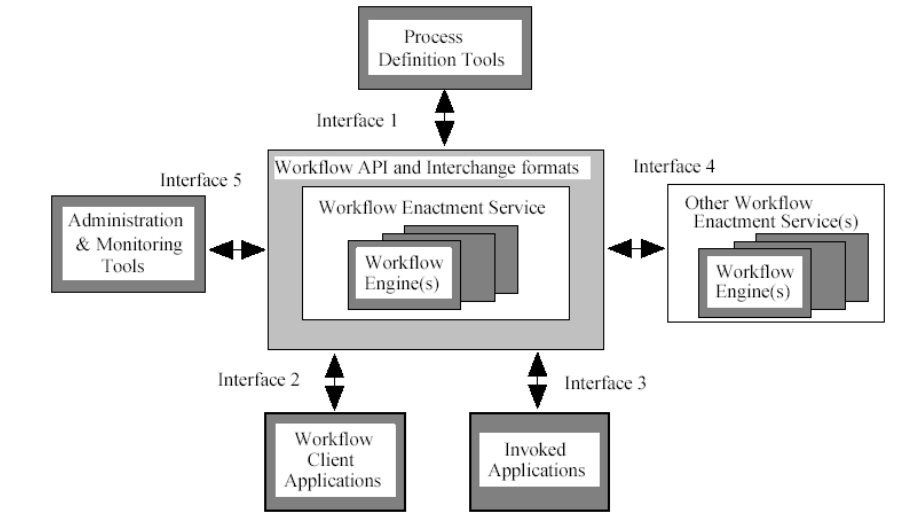 Process
Definition Tools
Interface 1
Workflow API and Interchange formats
Interface 4
Interface 5
Workflow Enactment Service
Other Workflow
Enactment Service(s)
Administration
& Monitoring
Tools
Workflow
Engine(s)
Workflow
Engine(s)
Interface 2
Interface 3
Workflow
Client
Applications
Invoked
Applications